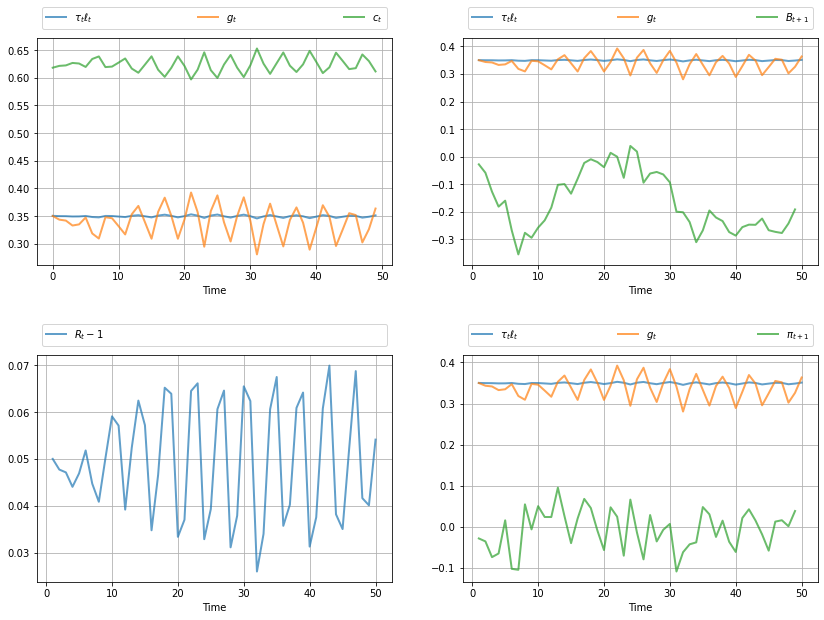 τₜℓₜ gₜ cₜ
0.65
0.60
0.55
0.50
0.45
0.40
0.35
0.30
0 10 20 30 40 50
Time
τₜℓₜ gₜ Bₜ₊₁
0.4
0.3
0.2
0.1
0.0
−0.1
−0.2
−0.3
0 10 20 30 40 50
Time
Rₜ − 1
0.07
0.06
0.05
0.04
0.03
0 10 20 30 40 50
Time
τₜℓₜ gₜ πₜ₊₁
0.4
0.3
0.2
0.1
0.0
−0.1
0 10 20 30 40 50
Time